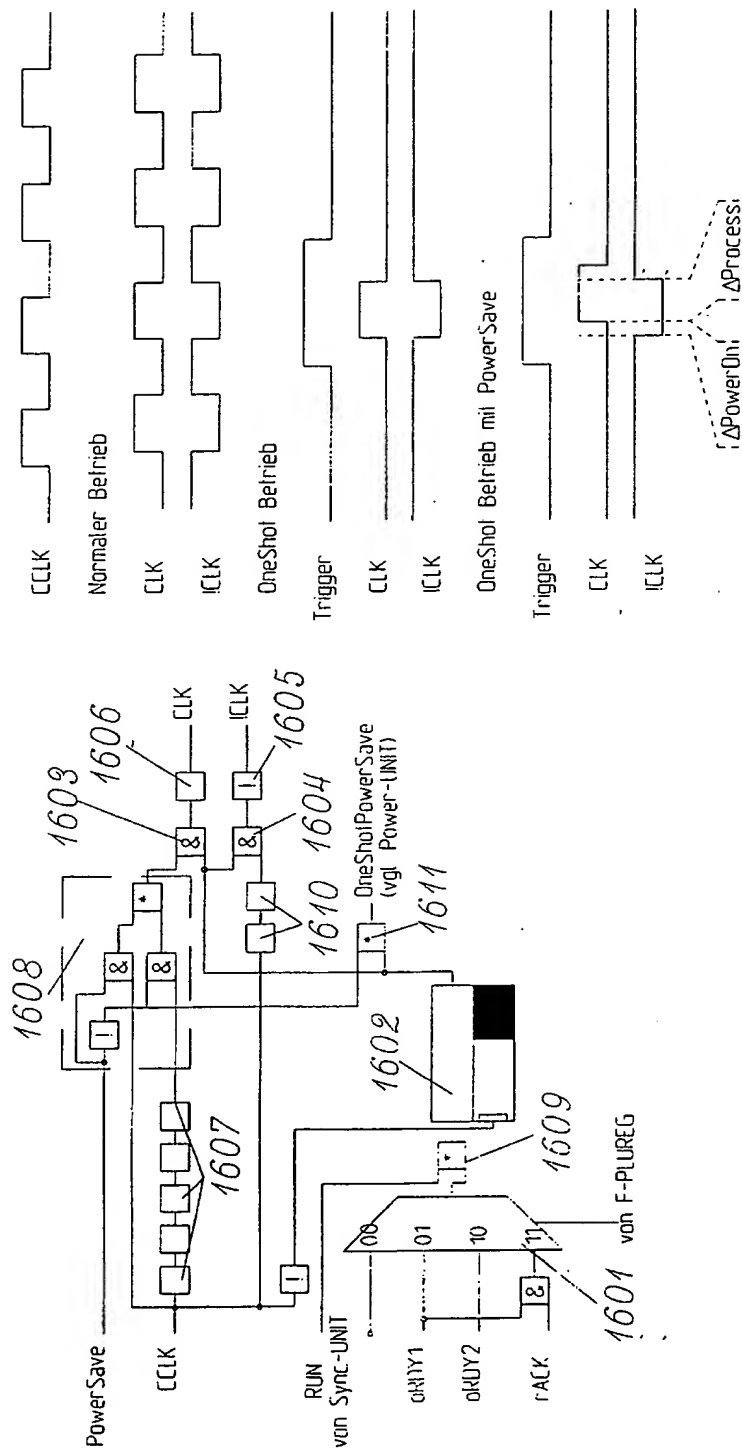 PowerSave
CCLK
RUN
von Sync-UNIT
oRDY1
oRDY2
rACK
1608
1603
1606
CLK
!CLK
1605
1604
1610
1607
OneShotPowerSave
(vgl Power-UNIT)
1611
1602
1609
1601
von F-PLUREG
00
01
10
11
&
&
&
&
&
!
!
!
*
*
*
CCLK
Normaler Betrieb
CLK
!CLK
OneShot Betrieb
Trigger
CLK
!CLK
OneShot Betrieb mit PowerSave
Trigger
CLK
!CLK
ΔPowerOn
ΔProcess